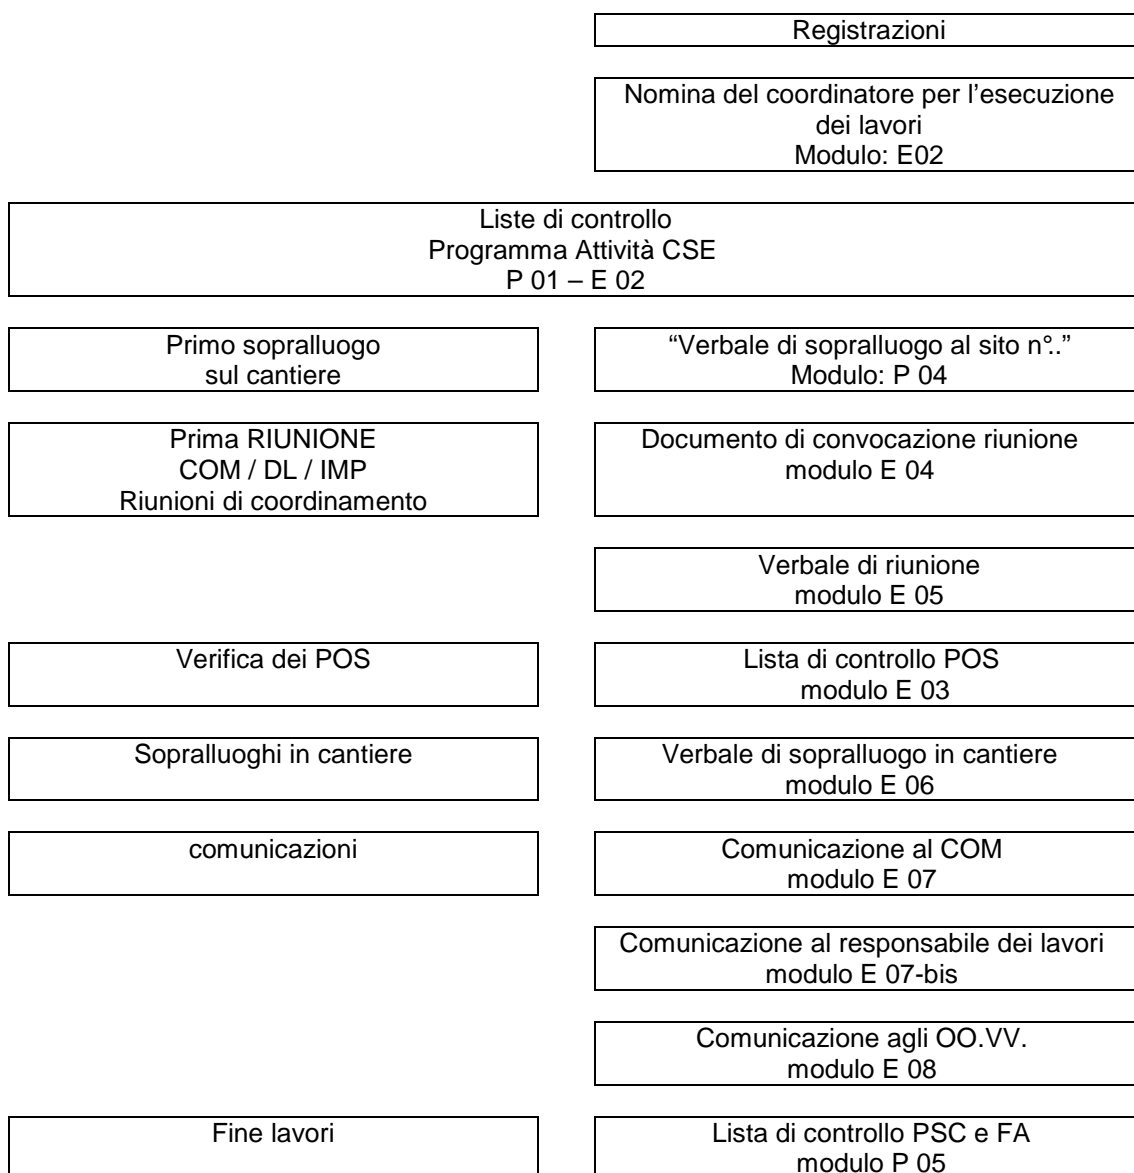 Registrazioni
Nomina del coordinatore per l’esecuzione
dei lavori
Modulo: E02
Liste di controllo
Programma Attività CSE
P 01 – E 02
Primo sopralluogo
sul cantiere
“Verbale di sopralluogo al sito n°..”
Modulo: P 04
Prima RIUNIONE
COM / DL / IMP
Riunioni di coordinamento
Documento di convocazione riunione
modulo E 04
Verbale di riunione
modulo E 05
Verifica dei POS
Lista di controllo POS
modulo E 03
Sopralluoghi in cantiere
Verbale di sopralluogo in cantiere
modulo E 06
comunicazioni
Comunicazione al COM
modulo E 07
Comunicazione al responsabile dei lavori
modulo E 07-bis
Comunicazione agli OO.VV.
modulo E 08
Fine lavori
Lista di controllo PSC e FA
modulo P 05